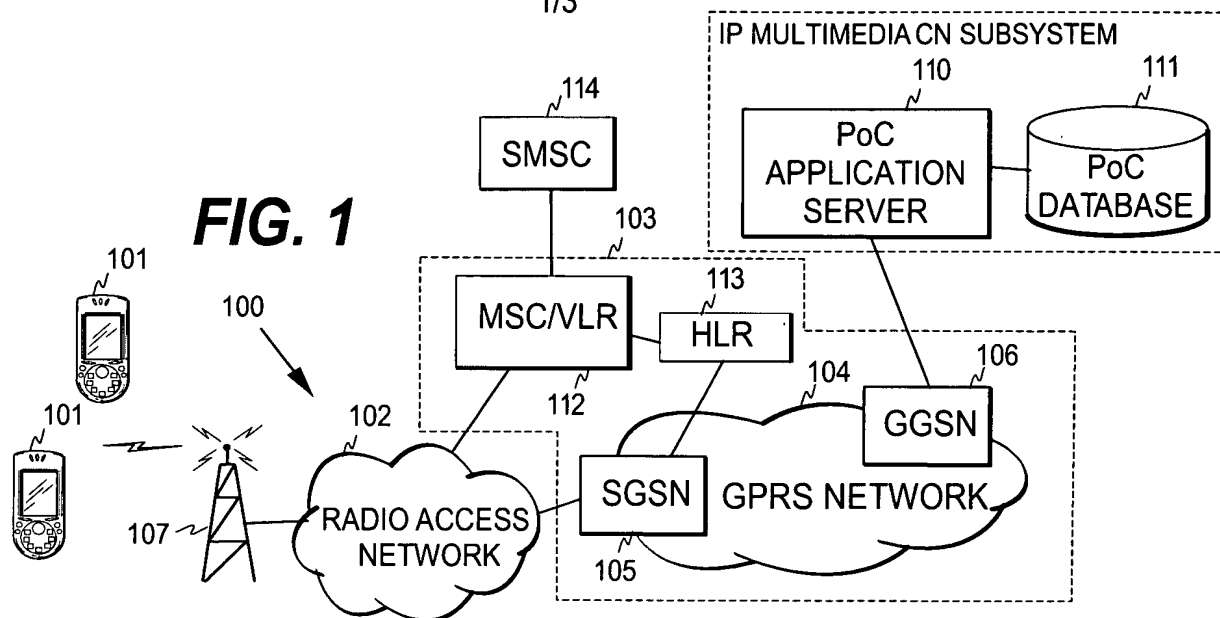 1/3
IP MULTIMEDIA CN SUBSYSTEM
110
111
114
PoC
APPLICATION
SERVER
PoC
DATABASE
SMSC
FIG. 1
103
101
100
113
MSC/VLR
HLR
106
104
112
101
102
GGSN
SGSN
GPRS NETWORK
RADIO ACCESS
NETWORK
107
105